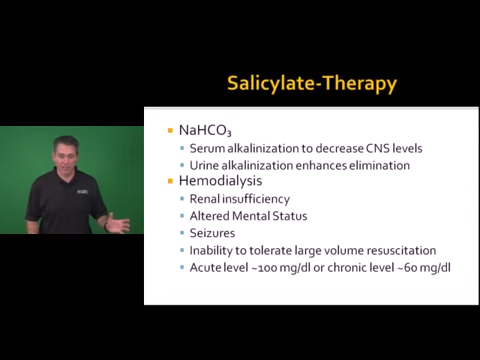 Salicylate-Therapy
NaHCO₃
Serum alkalinization to decrease CNS levels
Urine alkalinization enhances elimination
Hemodialysis
Renal insufficiency
Altered Mental Status
Seizures
Inability to tolerate large volume resuscitation
Acute level ~100 mg/dl or chronic level ~60 mg/dl